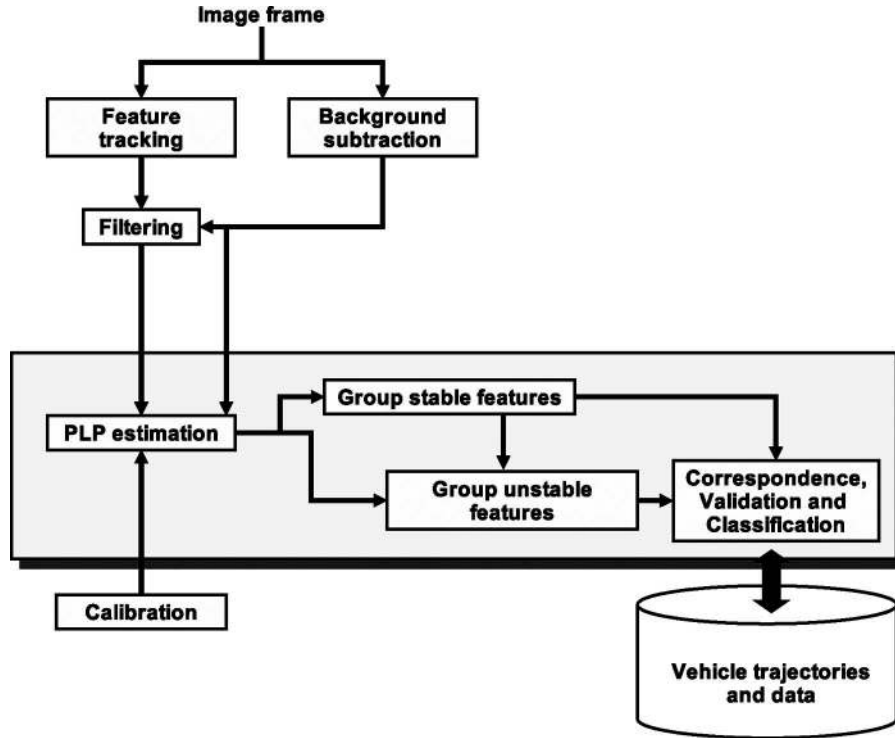 Image frame
Feature
tracking
Background
subtraction
Filtering
Group stable features
PLP estimation
Group unstable
features
Correspondence,
Validation and
Classification
Calibration
Vehicle trajectories
and data